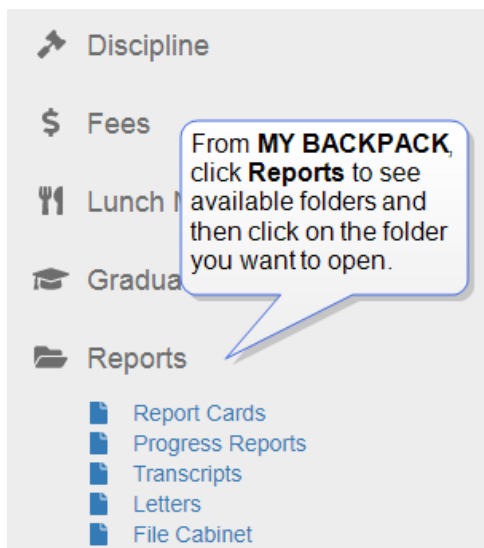 Discipline
Fees
From MY BACKPACK,
click Reports to see
available folders and
then click on the folder
you want to open.
Lunch
Reports
Report Cards
Progress Reports
Transcripts
Letters
File Cabinet